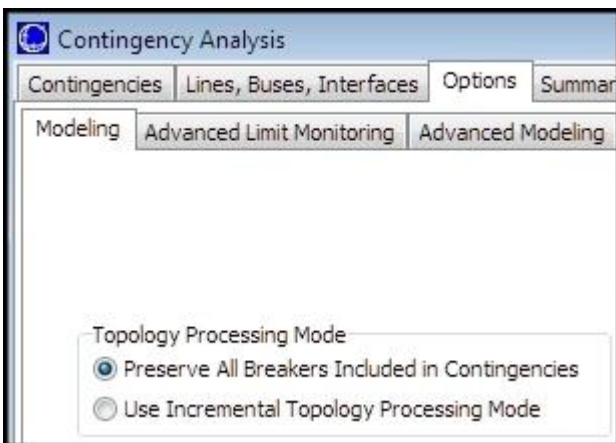 Contingency Analysis
Contingencies Lines, Buses, Interfaces Options Summar
Modeling Advanced Limit Monitoring Advanced Modeling
Topology Processing Mode
Preserve All Breakers Included in Contingencies
Use Incremental Topology Processing Mode